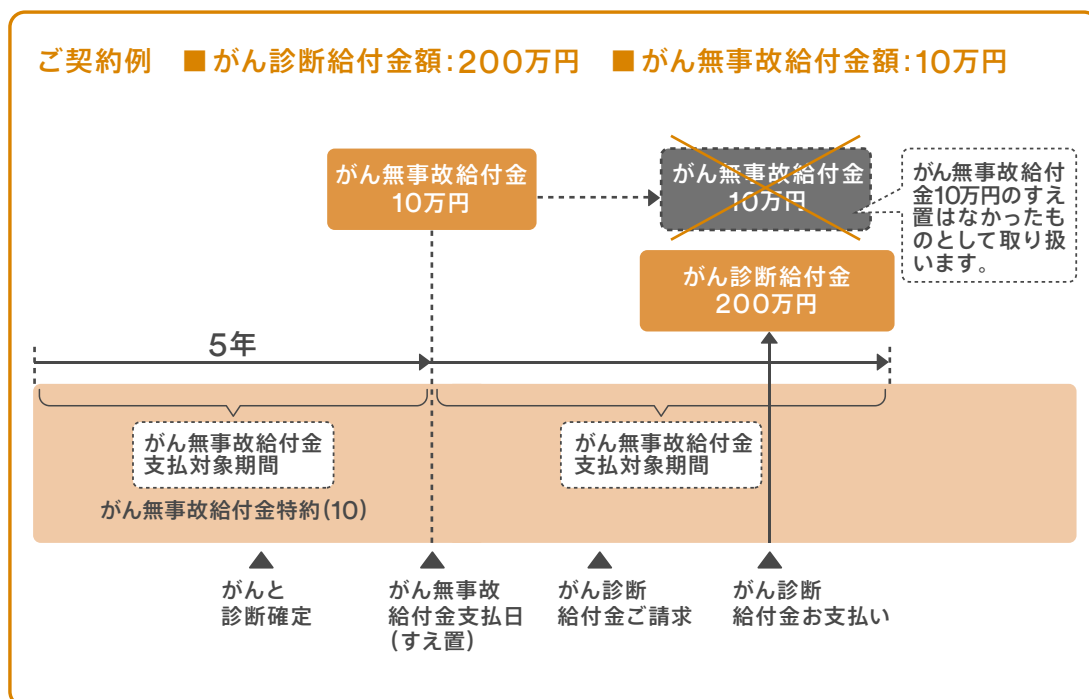 ご契約例 ■がん診断給付金額:200万円 ■がん無事故給付金額:10万円
がん無事故給付金
10万円
がん無事故給付金
10万円
がん無事故給付
金10万円のすえ
置はなかったも
のとして取り扱
います。
がん診断給付金
200万円
5年
がん無事故給付金
支払対象期間
がん無事故給付金
支払対象期間
がん無事故給付金特約(10)
がんと
診断確定
がん無事故
給付金支払日
(すえ置)
がん診断
給付金ご請求
がん診断
給付金お支払い